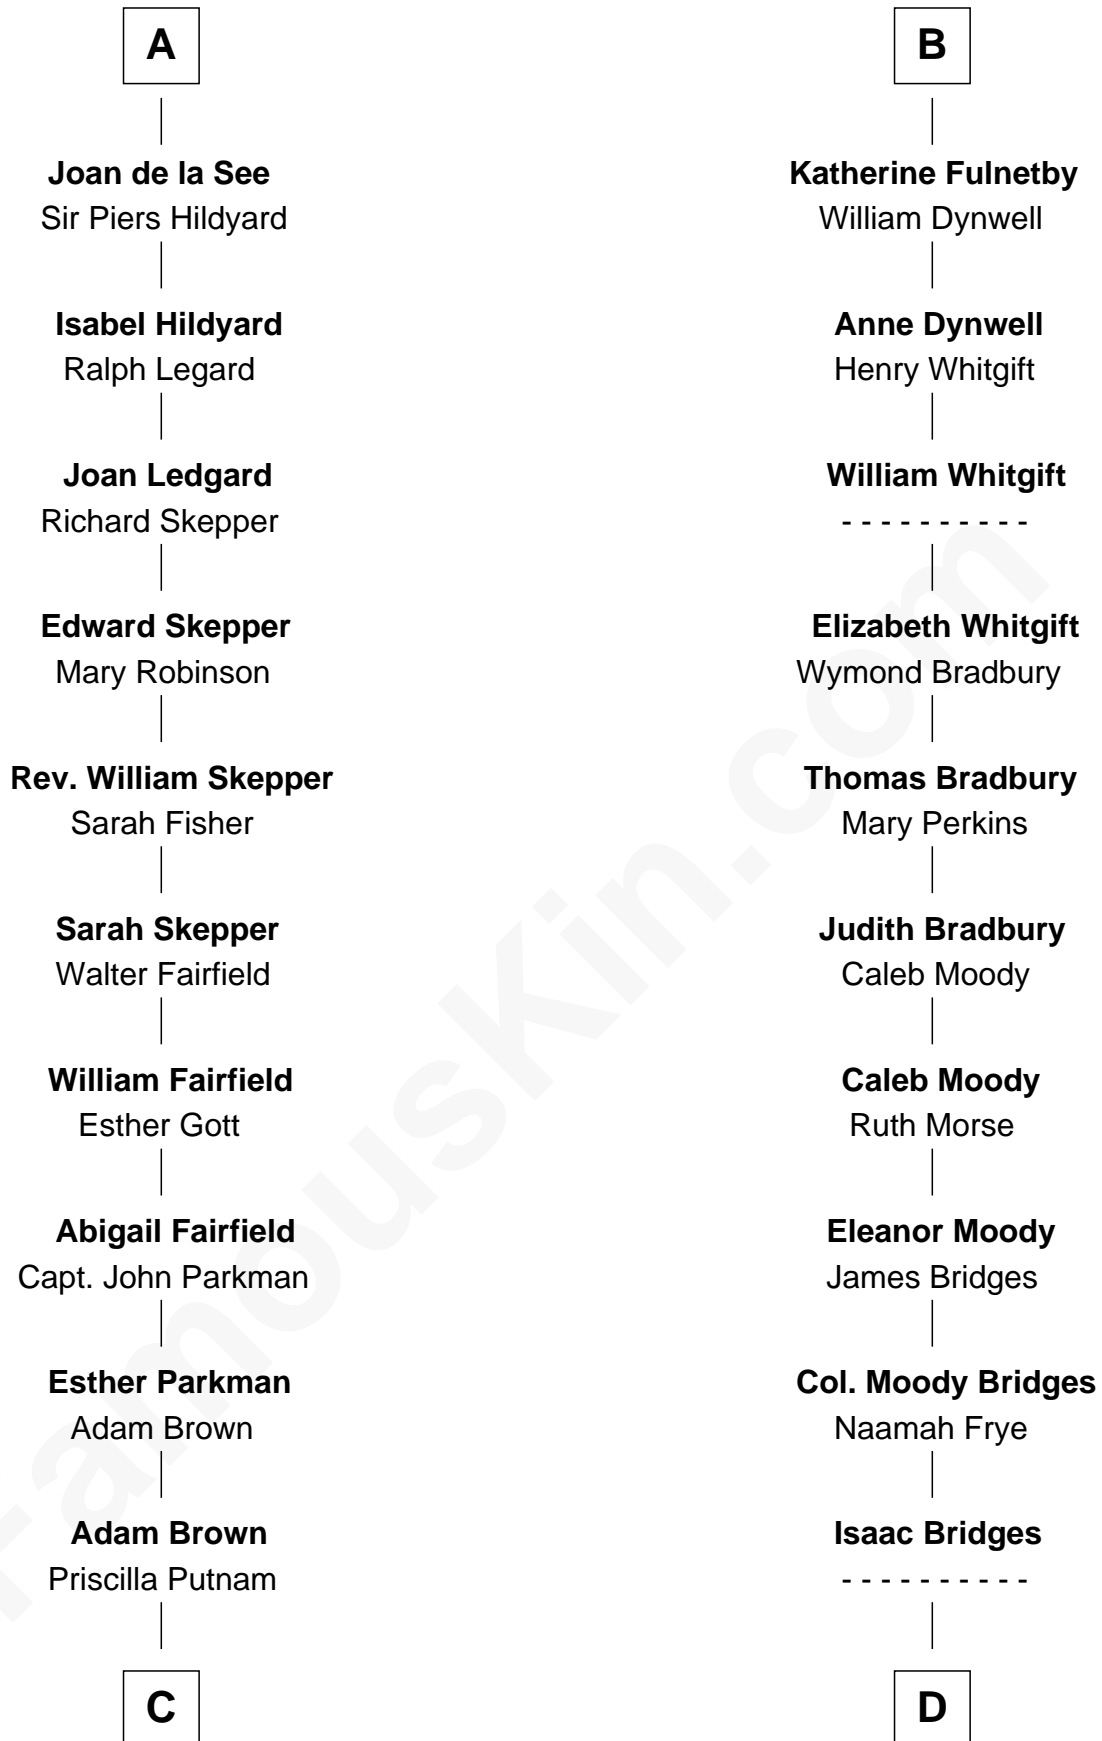 A
Joan de la See
Sir Piers Hildyard
Isabel Hildyard
Ralph Legard
Joan Ledgard
Richard Skepper
Edward Skepper
Mary Robinson
Rev. William Skepper
Sarah Fisher
Sarah Skepper
Walter Fairfield
William Fairfield
Esther Gott
Abigail Fairfield
Capt. John Parkman
Esther Parkman
Adam Brown
Adam Brown
Priscilla Putnam
C
B
Katherine Fulnetby
William Dynwell
Anne Dynwell
Henry Whitgift
William Whitgift
- - - - - - - - - -
Elizabeth Whitgift
Wymond Bradbury
Thomas Bradbury
Mary Perkins
Judith Bradbury
Caleb Moody
Caleb Moody
Ruth Morse
Eleanor Moody
James Bridges
Col. Moody Bridges
Naamah Frye
Isaac Bridges
- - - - - - - - - -
D
FamousKin.com